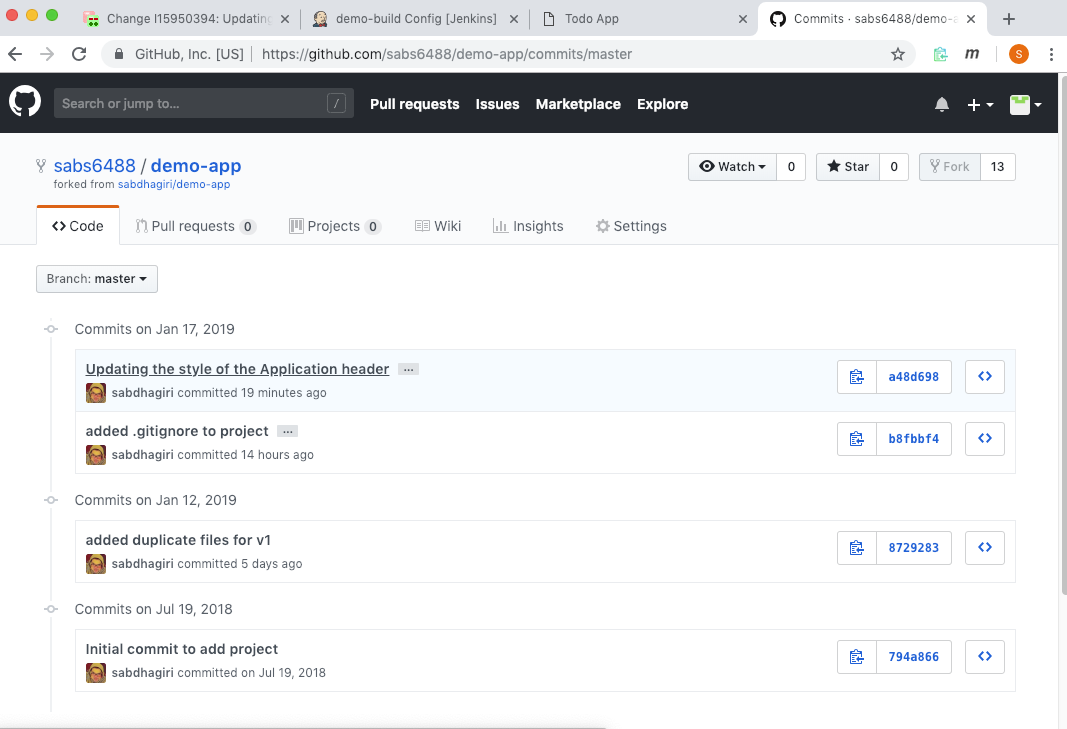 Change I15950394: Updating
demo-build Config [Jenkins]
Todo App
Commits · sabs6488/demo-a
GitHub, Inc. [US] https://github.com/sabs6488/demo-app/commits/master
m
S
Search or jump to...
/
Pull requests Issues Marketplace Explore
sabs6488 / demo-app
forked from sabdhagiri/demo-app
Watch 0 Star 0 Fork 13
Code Pull requests 0 Projects 0 Wiki Insights Settings
Branch: master
Commits on Jan 17, 2019
Updating the style of the Application header ...
a48d698
sabdhagiri committed 19 minutes ago
added .gitignore to project ...
b8fbbf4
sabdhagiri committed 14 hours ago
Commits on Jan 12, 2019
added duplicate files for v1
8729283
sabdhagiri committed 5 days ago
Commits on Jul 19, 2018
Initial commit to add project
794a866
sabdhagiri committed on Jul 19, 2018